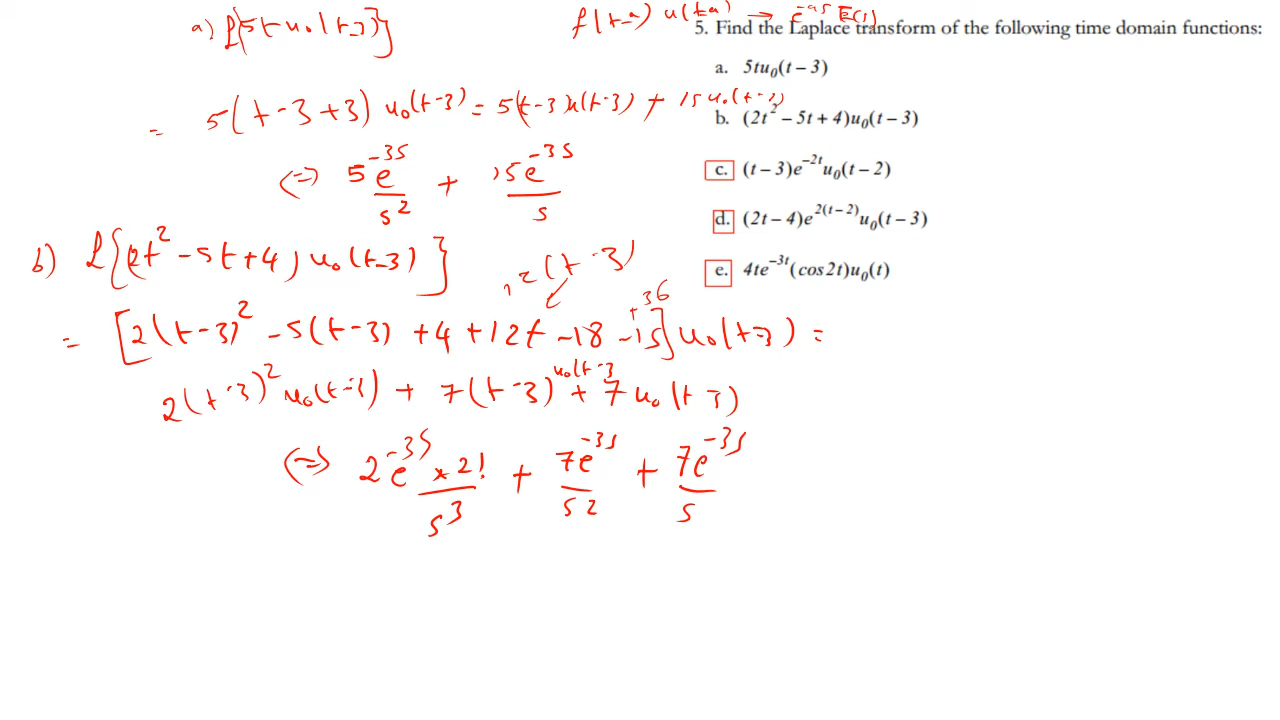 a) ℒ{5t u₀(t-3)}
f(t-a) u(t-a) → e^-as F(s)
5. Find the Laplace transform of the following time domain functions:
a. 5tu₀(t – 3)
= 5(t-3+3) u₀(t-3) = 5(t-3)u(t-3) + 15u₀(t-3)
b. (2t² – 5t + 4)u₀(t – 3)
⇔ 5e^-3s/s² + 15e^-3s/s
c. (t – 3)e^–2t u₀(t – 2)
d. (2t – 4)e^2(t – 2) u₀(t – 3)
e. 4te^–3t (cos 2t)u₀(t)
b) ℒ{(2t² - 5t + 4) u₀(t-3)}
12(t-3)
+36
= [2(t-3)² - 5(t-3) + 4 + 12t - 18 - 15] u₀(t-3) =
2(t-3)² u₀(t-3) + 7(t-3) u₀(t-3 + 7u₀(t-3)
⇔ 2e^-3s × 2!/s³ + 7e^-3s/s2 + 7e^-3s/s